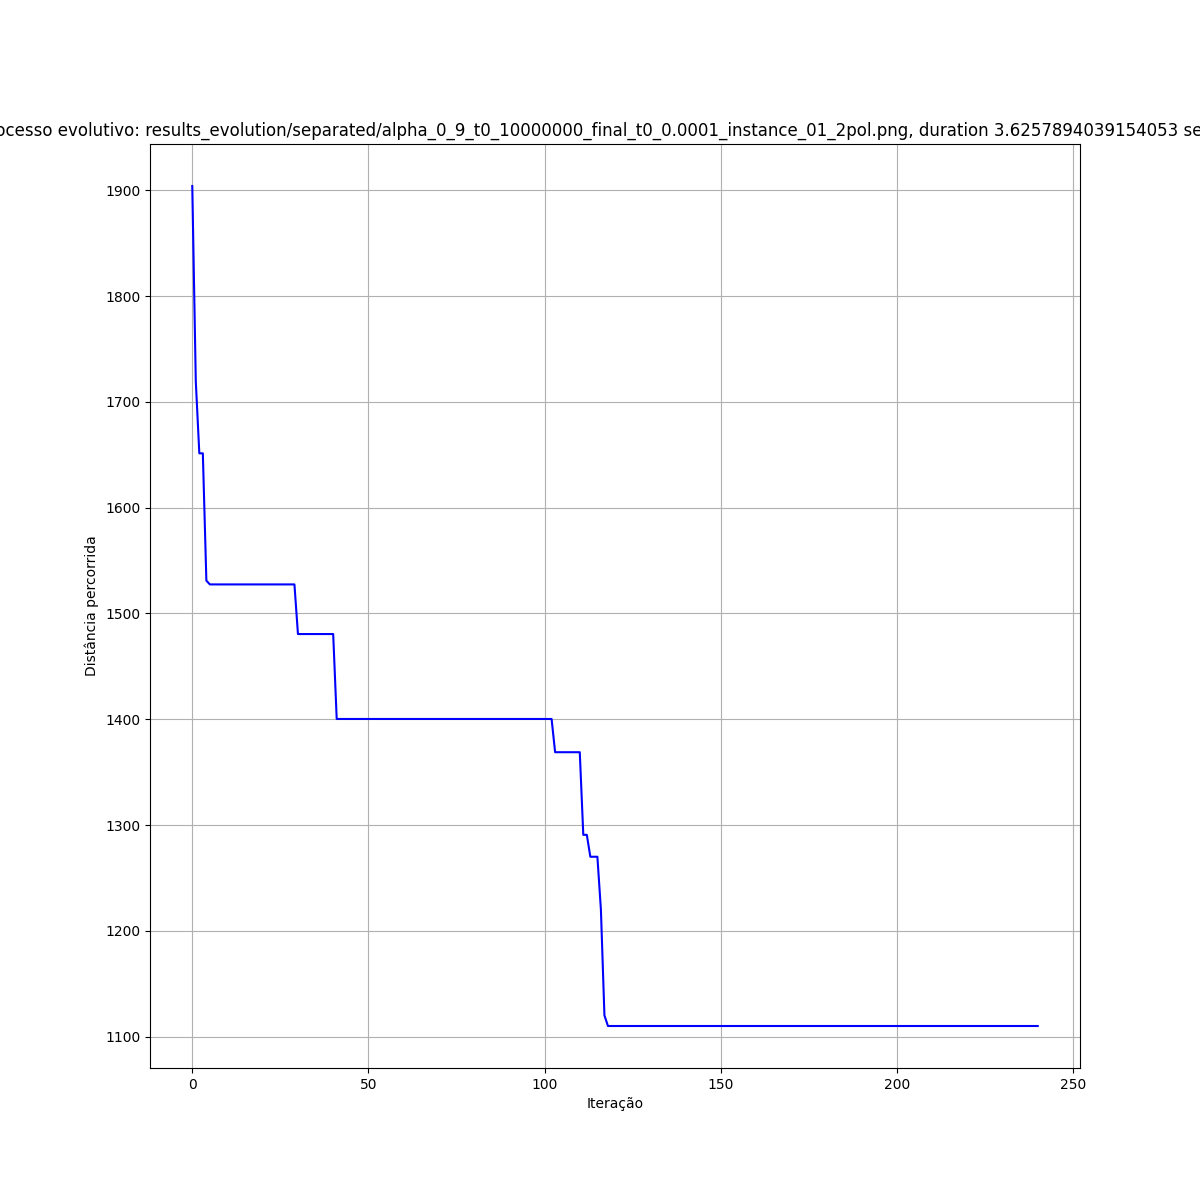 ocesso evolutivo: results_evolution/separated/alpha_0_9_t0_10000000_final_t0_0.0001_instance_01_2pol.png, duration 3.6257894039154053 se
1900
1800
1700
1600
1500
1400
1300
1200
1100
Distância percorrida
0 50 100 150 200 250
Iteração